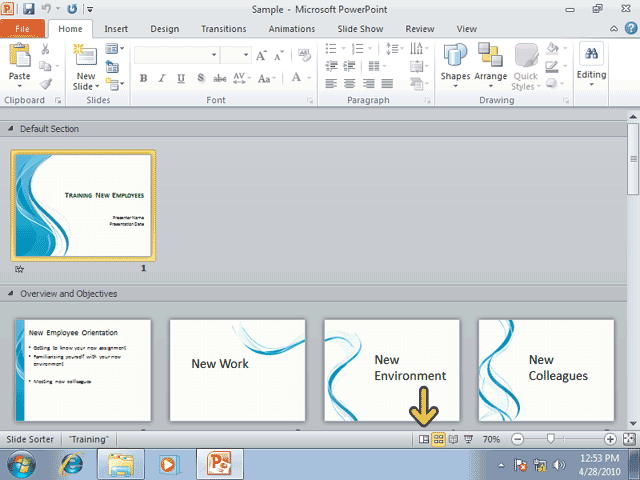 Sample - Microsoft PowerPoint
File Home Insert Design Transitions Animations Slide Show Review View
Paste
New Slide
B I U S abc AV Aa A
A A
Shapes Arrange Quick Styles
Editing
Clipboard Slides Font Paragraph Drawing
Default Section
TRAINING NEW EMPLOYEES
Presenter Name
Presentation Date
1
Overview and Objectives
New Employee Orientation
• Getting to know your new assignment
• Familiarizing yourself with your new
environment
• Meeting new colleagues
New Work
New
Environment
New
Colleagues
Slide Sorter "Training" 70%
12:53 PM
4/28/2010